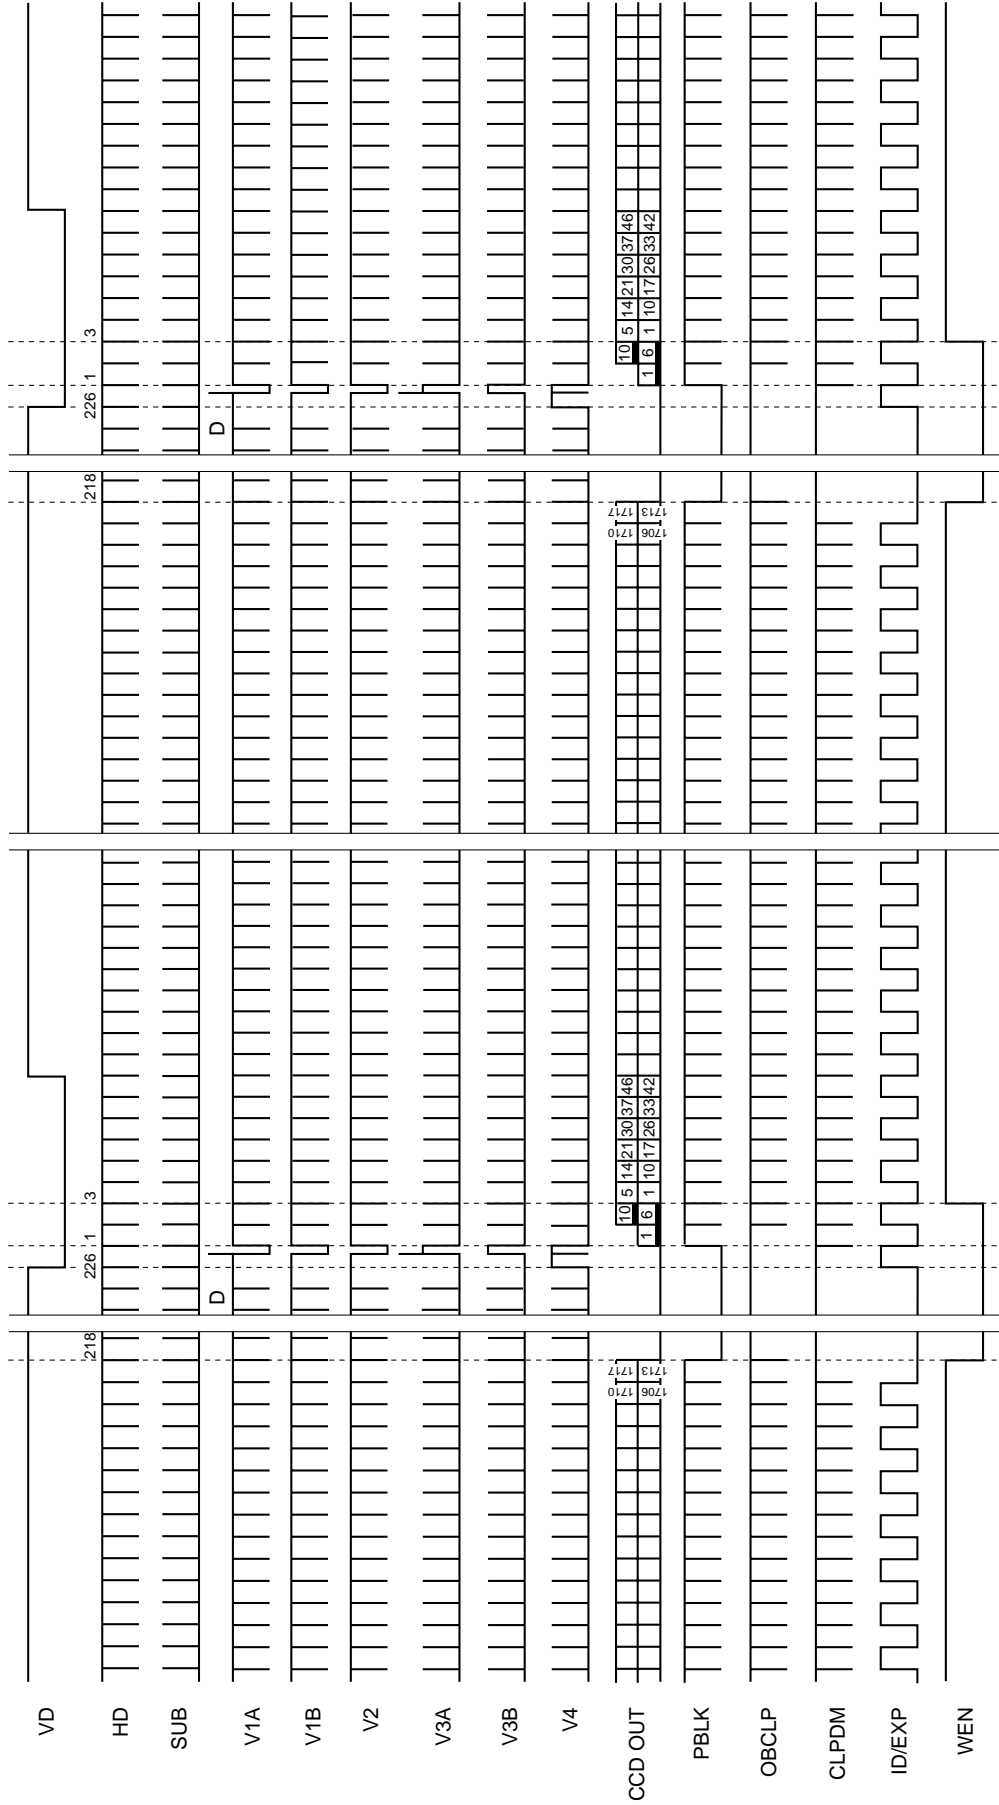 VD
HD
218
226
1
3
218
226
1
3
SUB
D
D
V1A
V1B
V2
V3A
V3B
V4
CCD OUT
1710 1717
10 5 14 21 30 37 46
1710 1717
10 5 14 21 30 37 46
1706 1713
1 6 1 10 17 26 33 42
1706 1713
1 6 1 10 17 26 33 42
PBLK
OBCLP
CLPDM
ID/EXP
WEN